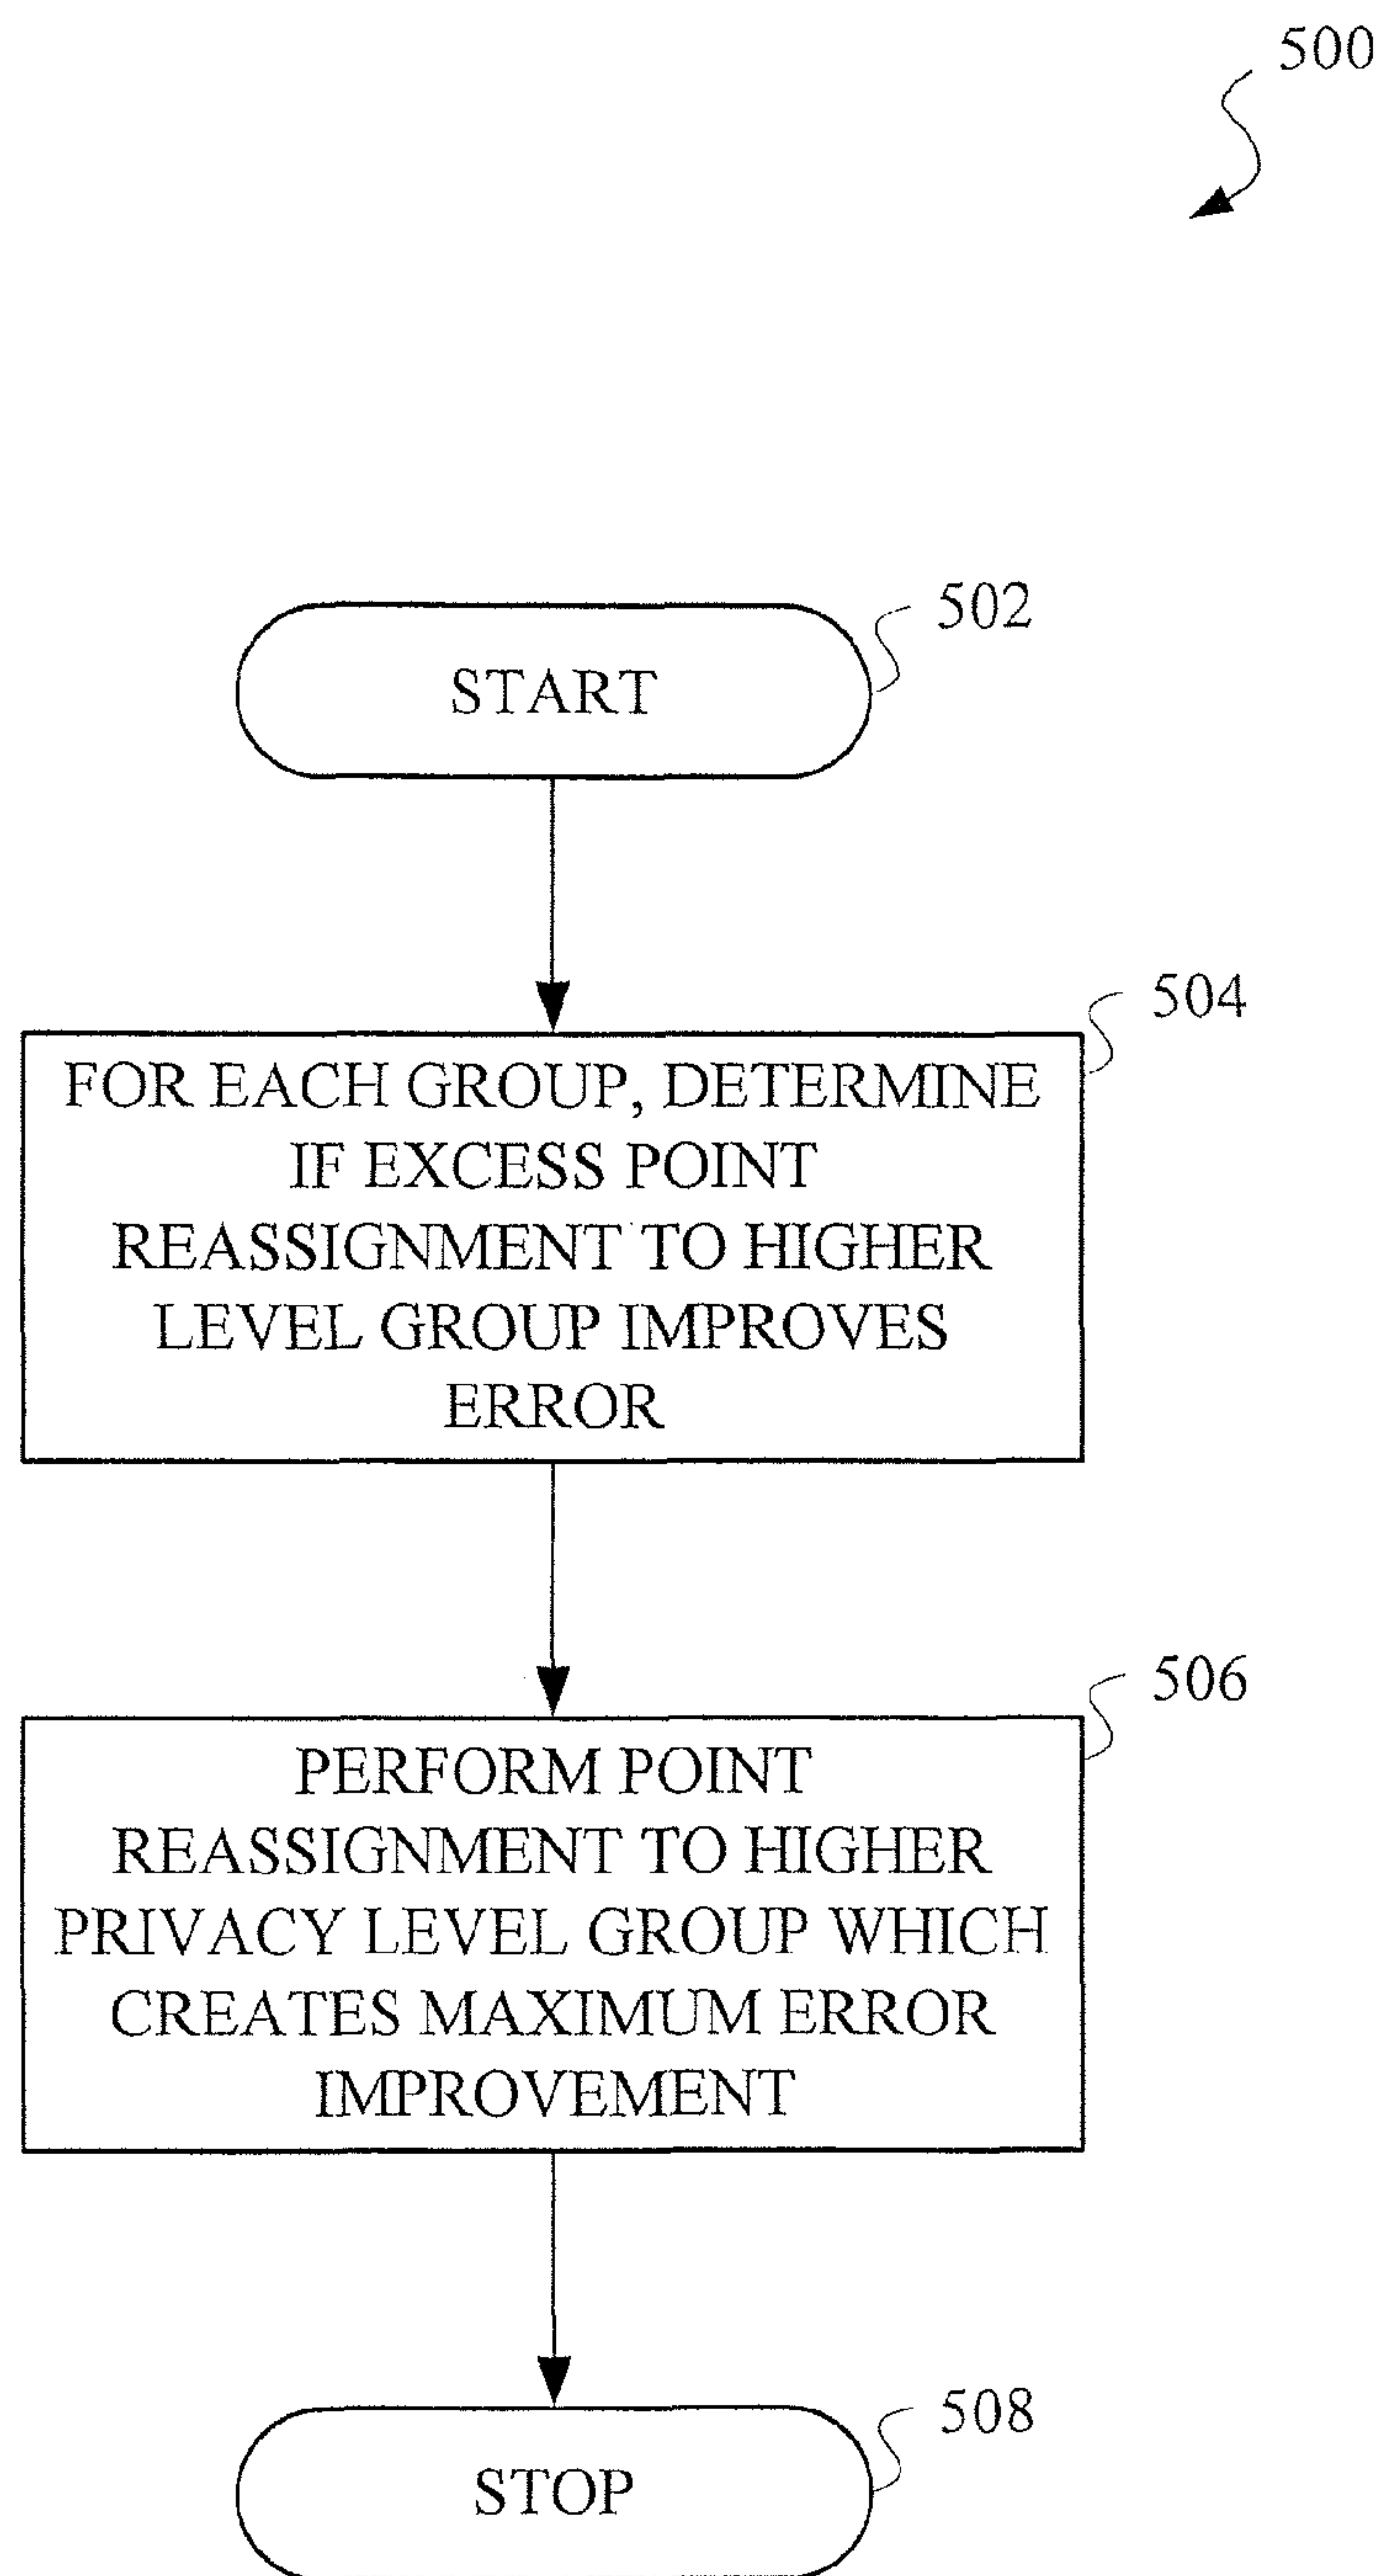 500
502
START
504
FOR EACH GROUP, DETERMINE
IF EXCESS POINT
REASSIGNMENT TO HIGHER
LEVEL GROUP IMPROVES
ERROR
506
PERFORM POINT
REASSIGNMENT TO HIGHER
PRIVACY LEVEL GROUP WHICH
CREATES MAXIMUM ERROR
IMPROVEMENT
508
STOP